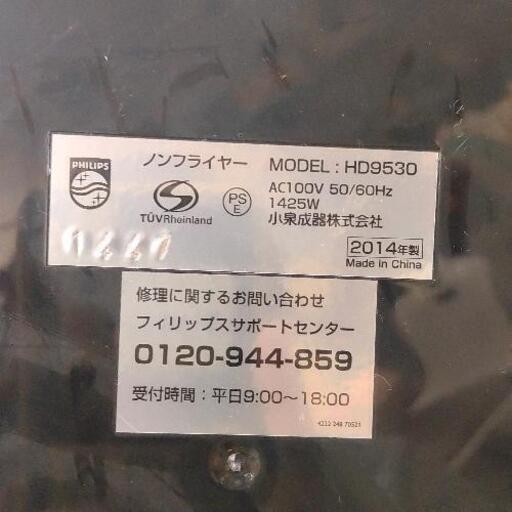 PHILIPS
ノンフライヤー MODEL : HD9530
AC100V 50/60Hz
1425W
小泉成器株式会社
TÜVRheinland
PS
E
2014年製
Made in China
修理に関するお問い合わせ
フィリップスサポートセンター
0120-944-859
受付時間：平日9:00〜18:00